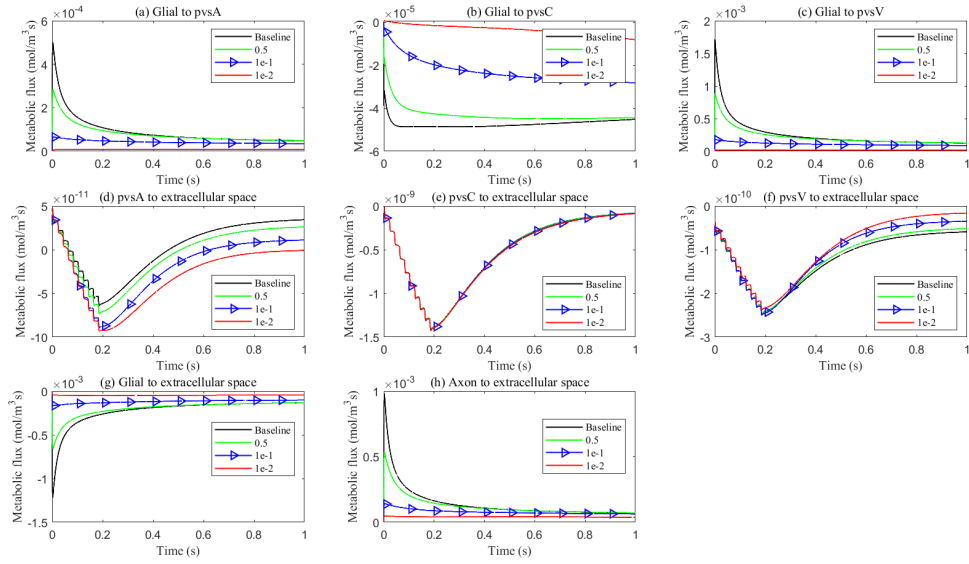 (a) Glial to pvsA
×10^-4
Metabolic flux (mol/m³s)
6
4
2
0
0 0.2 0.4 0.6 0.8 1
Time (s)
Baseline
0.5
1e-1
1e-2
(b) Glial to pvsC
×10^-5
Metabolic flux (mol/m³s)
0
-2
-4
-6
0 0.2 0.4 0.6 0.8 1
Time (s)
Baseline
0.5
1e-1
1e-2
(c) Glial to pvsV
×10^-3
Metabolic flux (mol/m³s)
2
1.5
1
0.5
0
0 0.2 0.4 0.6 0.8 1
Time (s)
Baseline
0.5
1e-1
1e-2
(d) pvsA to extracellular space
×10^-11
Metabolic flux (mol/m³s)
5
0
-5
-10
0 0.2 0.4 0.6 0.8 1
Time (s)
Baseline
0.5
1e-1
1e-2
(e) pvsC to extracellular space
×10^-9
Metabolic flux (mol/m³s)
0
-0.5
-1
-1.5
0 0.2 0.4 0.6 0.8 1
Time (s)
Baseline
0.5
1e-1
1e-2
(f) pvsV to extracellular space
×10^-10
Metabolic flux (mol/m³s)
0
-1
-2
-3
0 0.2 0.4 0.6 0.8 1
Time (s)
Baseline
0.5
1e-1
1e-2
(g) Glial to extracellular space
×10^-3
Metabolic flux (mol/m³s)
0
-0.5
-1
-1.5
0 0.2 0.4 0.6 0.8 1
Time (s)
Baseline
0.5
1e-1
1e-2
(h) Axon to extracellular space
×10^-3
Metabolic flux (mol/m³s)
1
0.5
0
0 0.2 0.4 0.6 0.8 1
Time (s)
Baseline
0.5
1e-1
1e-2